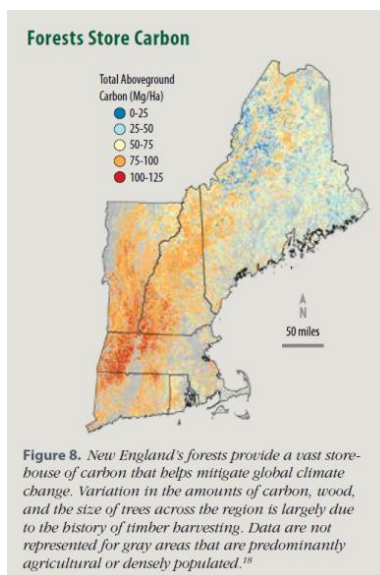 Forests Store Carbon
Total Aboveground
Carbon (Mg/Ha)
0-25
25-50
50-75
75-100
100-125
N
50 miles
Figure 8. New England's forests provide a vast store-
house of carbon that helps mitigate global climate
change. Variation in the amounts of carbon, wood,
and the size of trees across the region is largely due
to the history of timber harvesting. Data are not
represented for gray areas that are predominantly
agricultural or densely populated.¹⁸